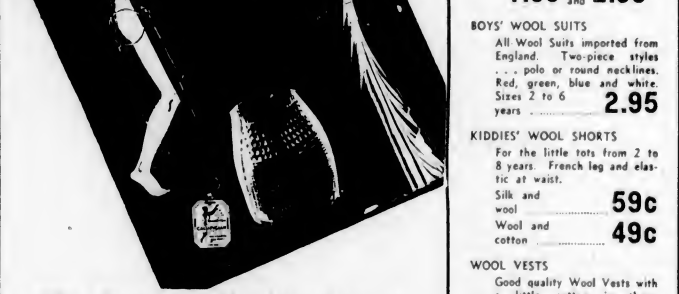 and
BOYS' WOOL SUITS
All-Wool Suits imported from
England. Two-piece styles
. . . polo or round necklines.
Red, green, blue and white.
Sizes 2 to 6
years ............ 2.95
KIDDIES' WOOL SHORTS
For the little tots from 2 to
8 years. French leg and elas-
tic at waist.
Silk and
wool ............ 59c
Wool and
cotton ............ 49c
WOOL VESTS
Good quality Wool Vests with